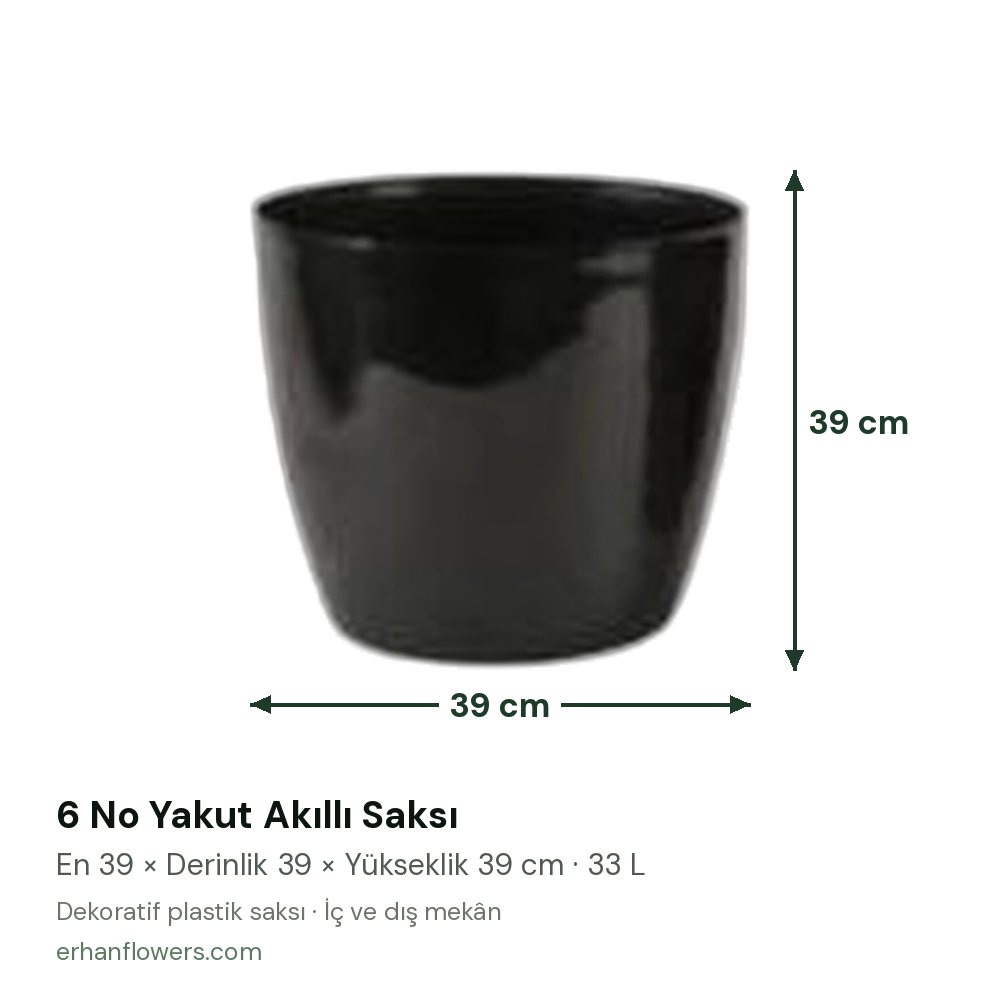 39 cm
39 cm
6 No Yakut Akıllı Saksı
En 39 × Derinlik 39 × Yükseklik 39 cm · 33 L
Dekoratif plastik saksı · İç ve dış mekân
erhanflowers.com